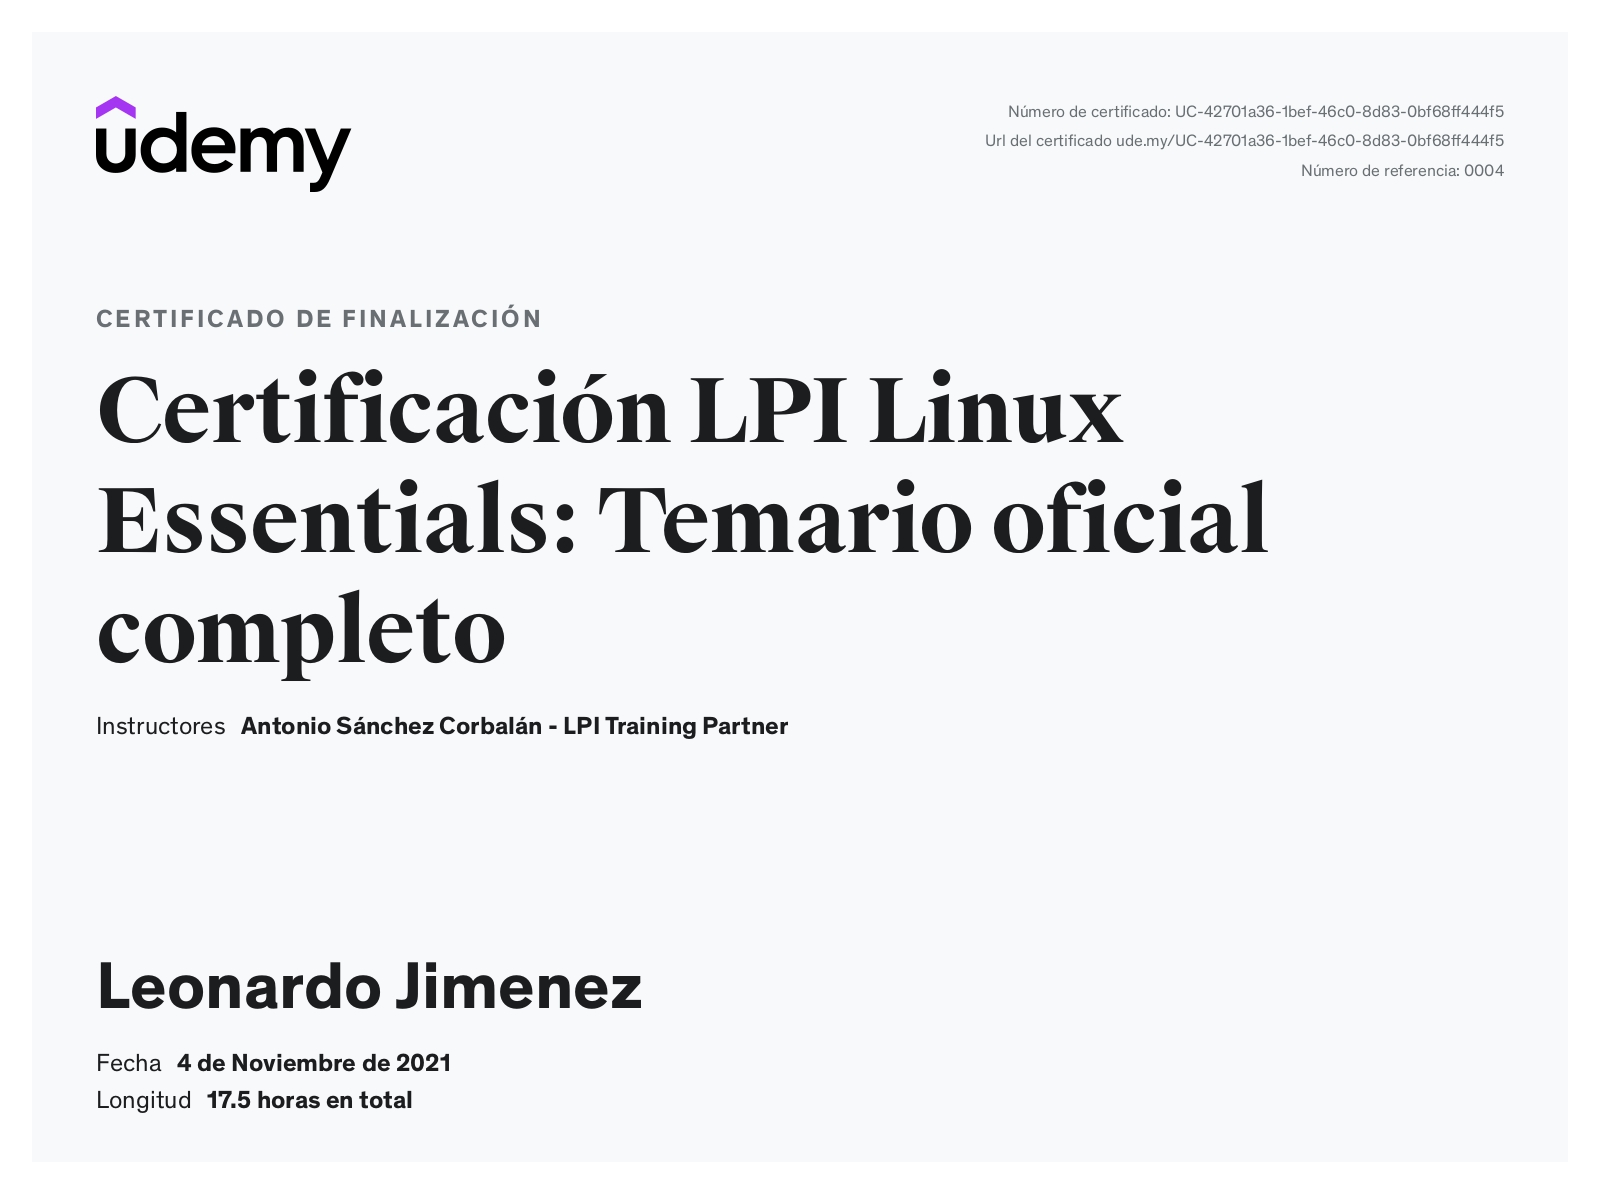 udemy
Número de certificado: UC-42701a36-1bef-46c0-8d83-0bf68ff444f5
Url del certificado ude.my/UC-42701a36-1bef-46c0-8d83-0bf68ff444f5
Número de referencia: 0004
CERTIFICADO DE FINALIZACIÓN
Certificación LPI Linux
Essentials: Temario oficial
completo
Instructores Antonio Sánchez Corbalán - LPI Training Partner
Leonardo Jimenez
Fecha 4 de Noviembre de 2021
Longitud 17.5 horas en total